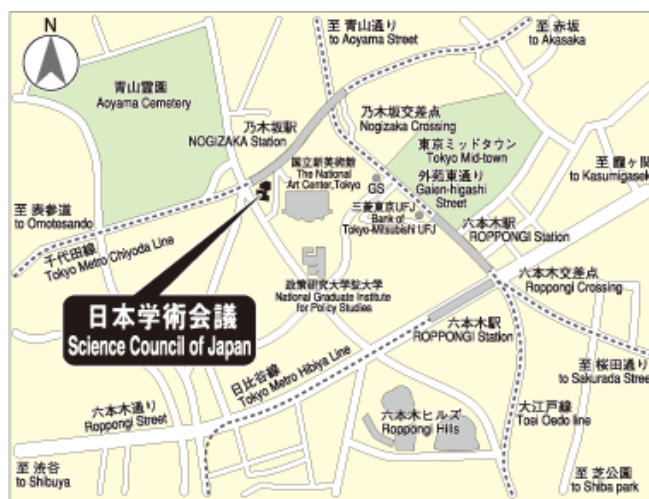 N
至 青山通り
to Aoyama Street
至 赤坂
to Akasaka
青山霊園
Aoyama Cemetery
乃木坂駅
NOGIZAKA Station
乃木坂交差点
Nogizaka Crossing
国立新美術館
The National
Art Center,Tokyo
東京ミッドタウン
Tokyo Mid-town
外苑東通り
Gaien-higashi
Street
GS
三菱東京UFJ
Bank of
Tokyo-Mitsubishi UFJ
至 霞ヶ関
to Kasumigaseki
至 表参道
to Omotesando
千代田線
Tokyo Metro Chiyoda Line
六本木駅
ROPPONGI Station
六本木交差点
Roppongi Crossing
政策研究大学院大学
National Graduate Institute
for Policy Studies
日本学術会議
Science Council of Japan
六本木駅
ROPPONGI Station
日比谷線
Tokyo Metro Hibiya Line
至 桜田通り
to Sakurada Street
六本木通り
Roppongi Street
六本木ヒルズ
Roppongi Hills
大江戸線
Toei Oedo line
至 渋谷
to Shibuya
至 芝公園
to Shiba park